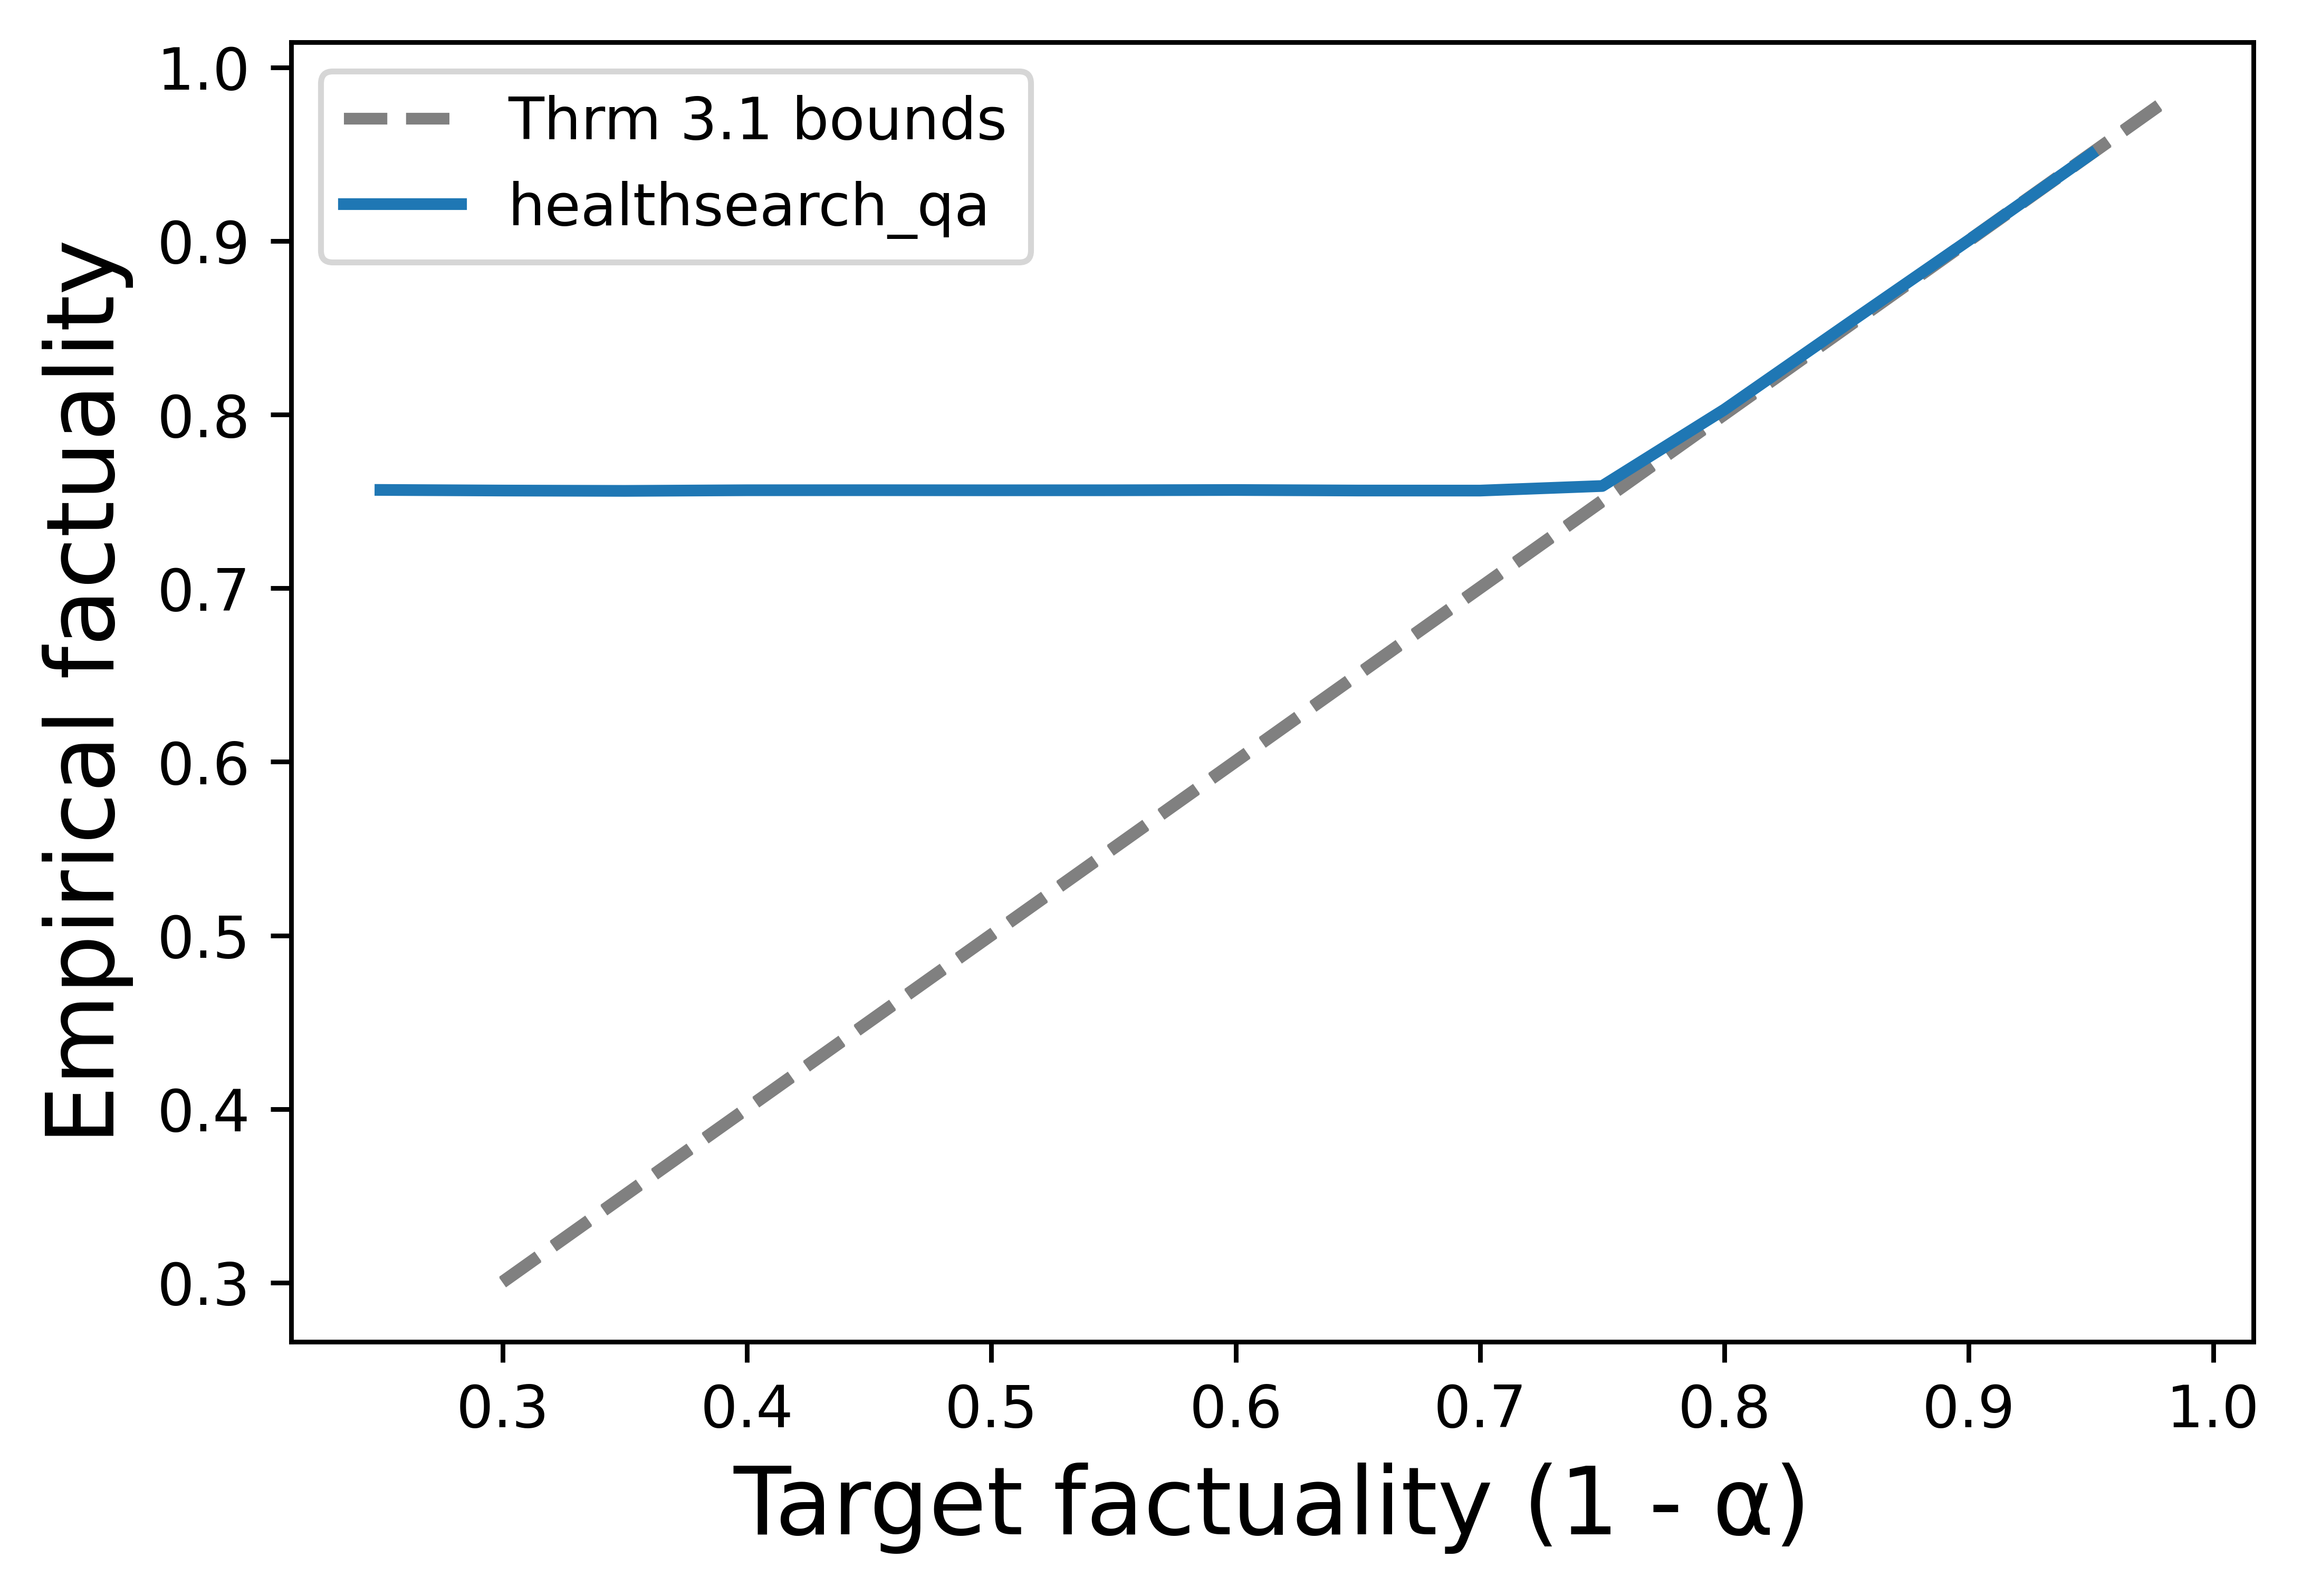 Thrm 3.1 bounds
healthsearch_qa
Empirical factuality
1.0
0.9
0.8
0.7
0.6
0.5
0.4
0.3
0.3 0.4 0.5 0.6 0.7 0.8 0.9 1.0
Target factuality (1 - α)